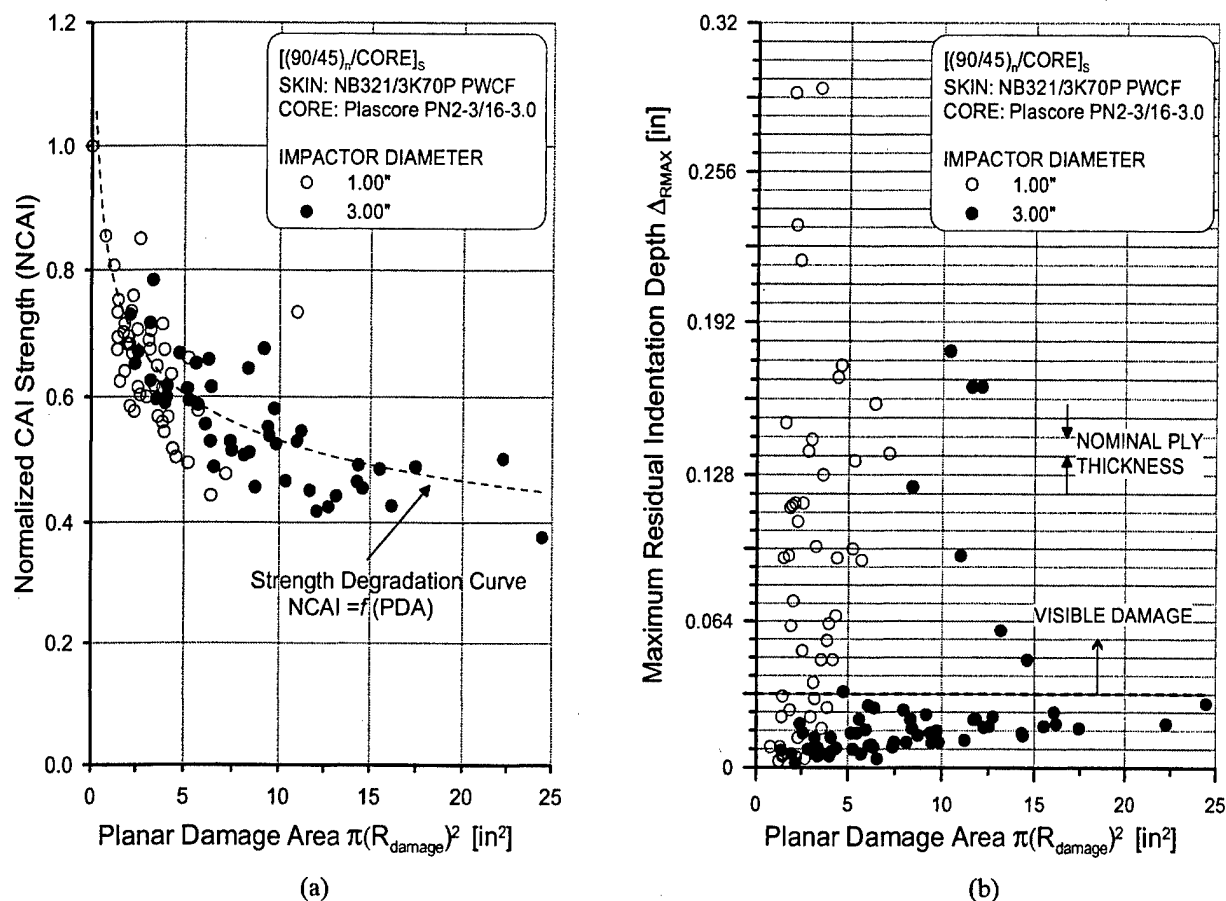 1.2
1.0
0.8
0.6
0.4
0.2
0.0
Normalized CAI Strength (NCAI)
[(90/45)n/CORE]S
SKIN: NB321/3K70P PWCF
CORE: Plascore PN2-3/16-3.0
IMPACTOR DIAMETER
1.00"
3.00"
Strength Degradation Curve
NCAI =f (PDA)
0 5 10 15 20 25
Planar Damage Area π(Rdamage)² [in²]
(a)
0.32
0.256
0.192
0.128
0.064
0
Maximum Residual Indentation Depth ΔRMAX [in]
[(90/45)n/CORE]S
SKIN: NB321/3K70P PWCF
CORE: Plascore PN2-3/16-3.0
IMPACTOR DIAMETER
1.00"
3.00"
NOMINAL PLY
THICKNESS
VISIBLE DAMAGE
0 5 10 15 20 25
Planar Damage Area π(Rdamage)² [in²]
(b)